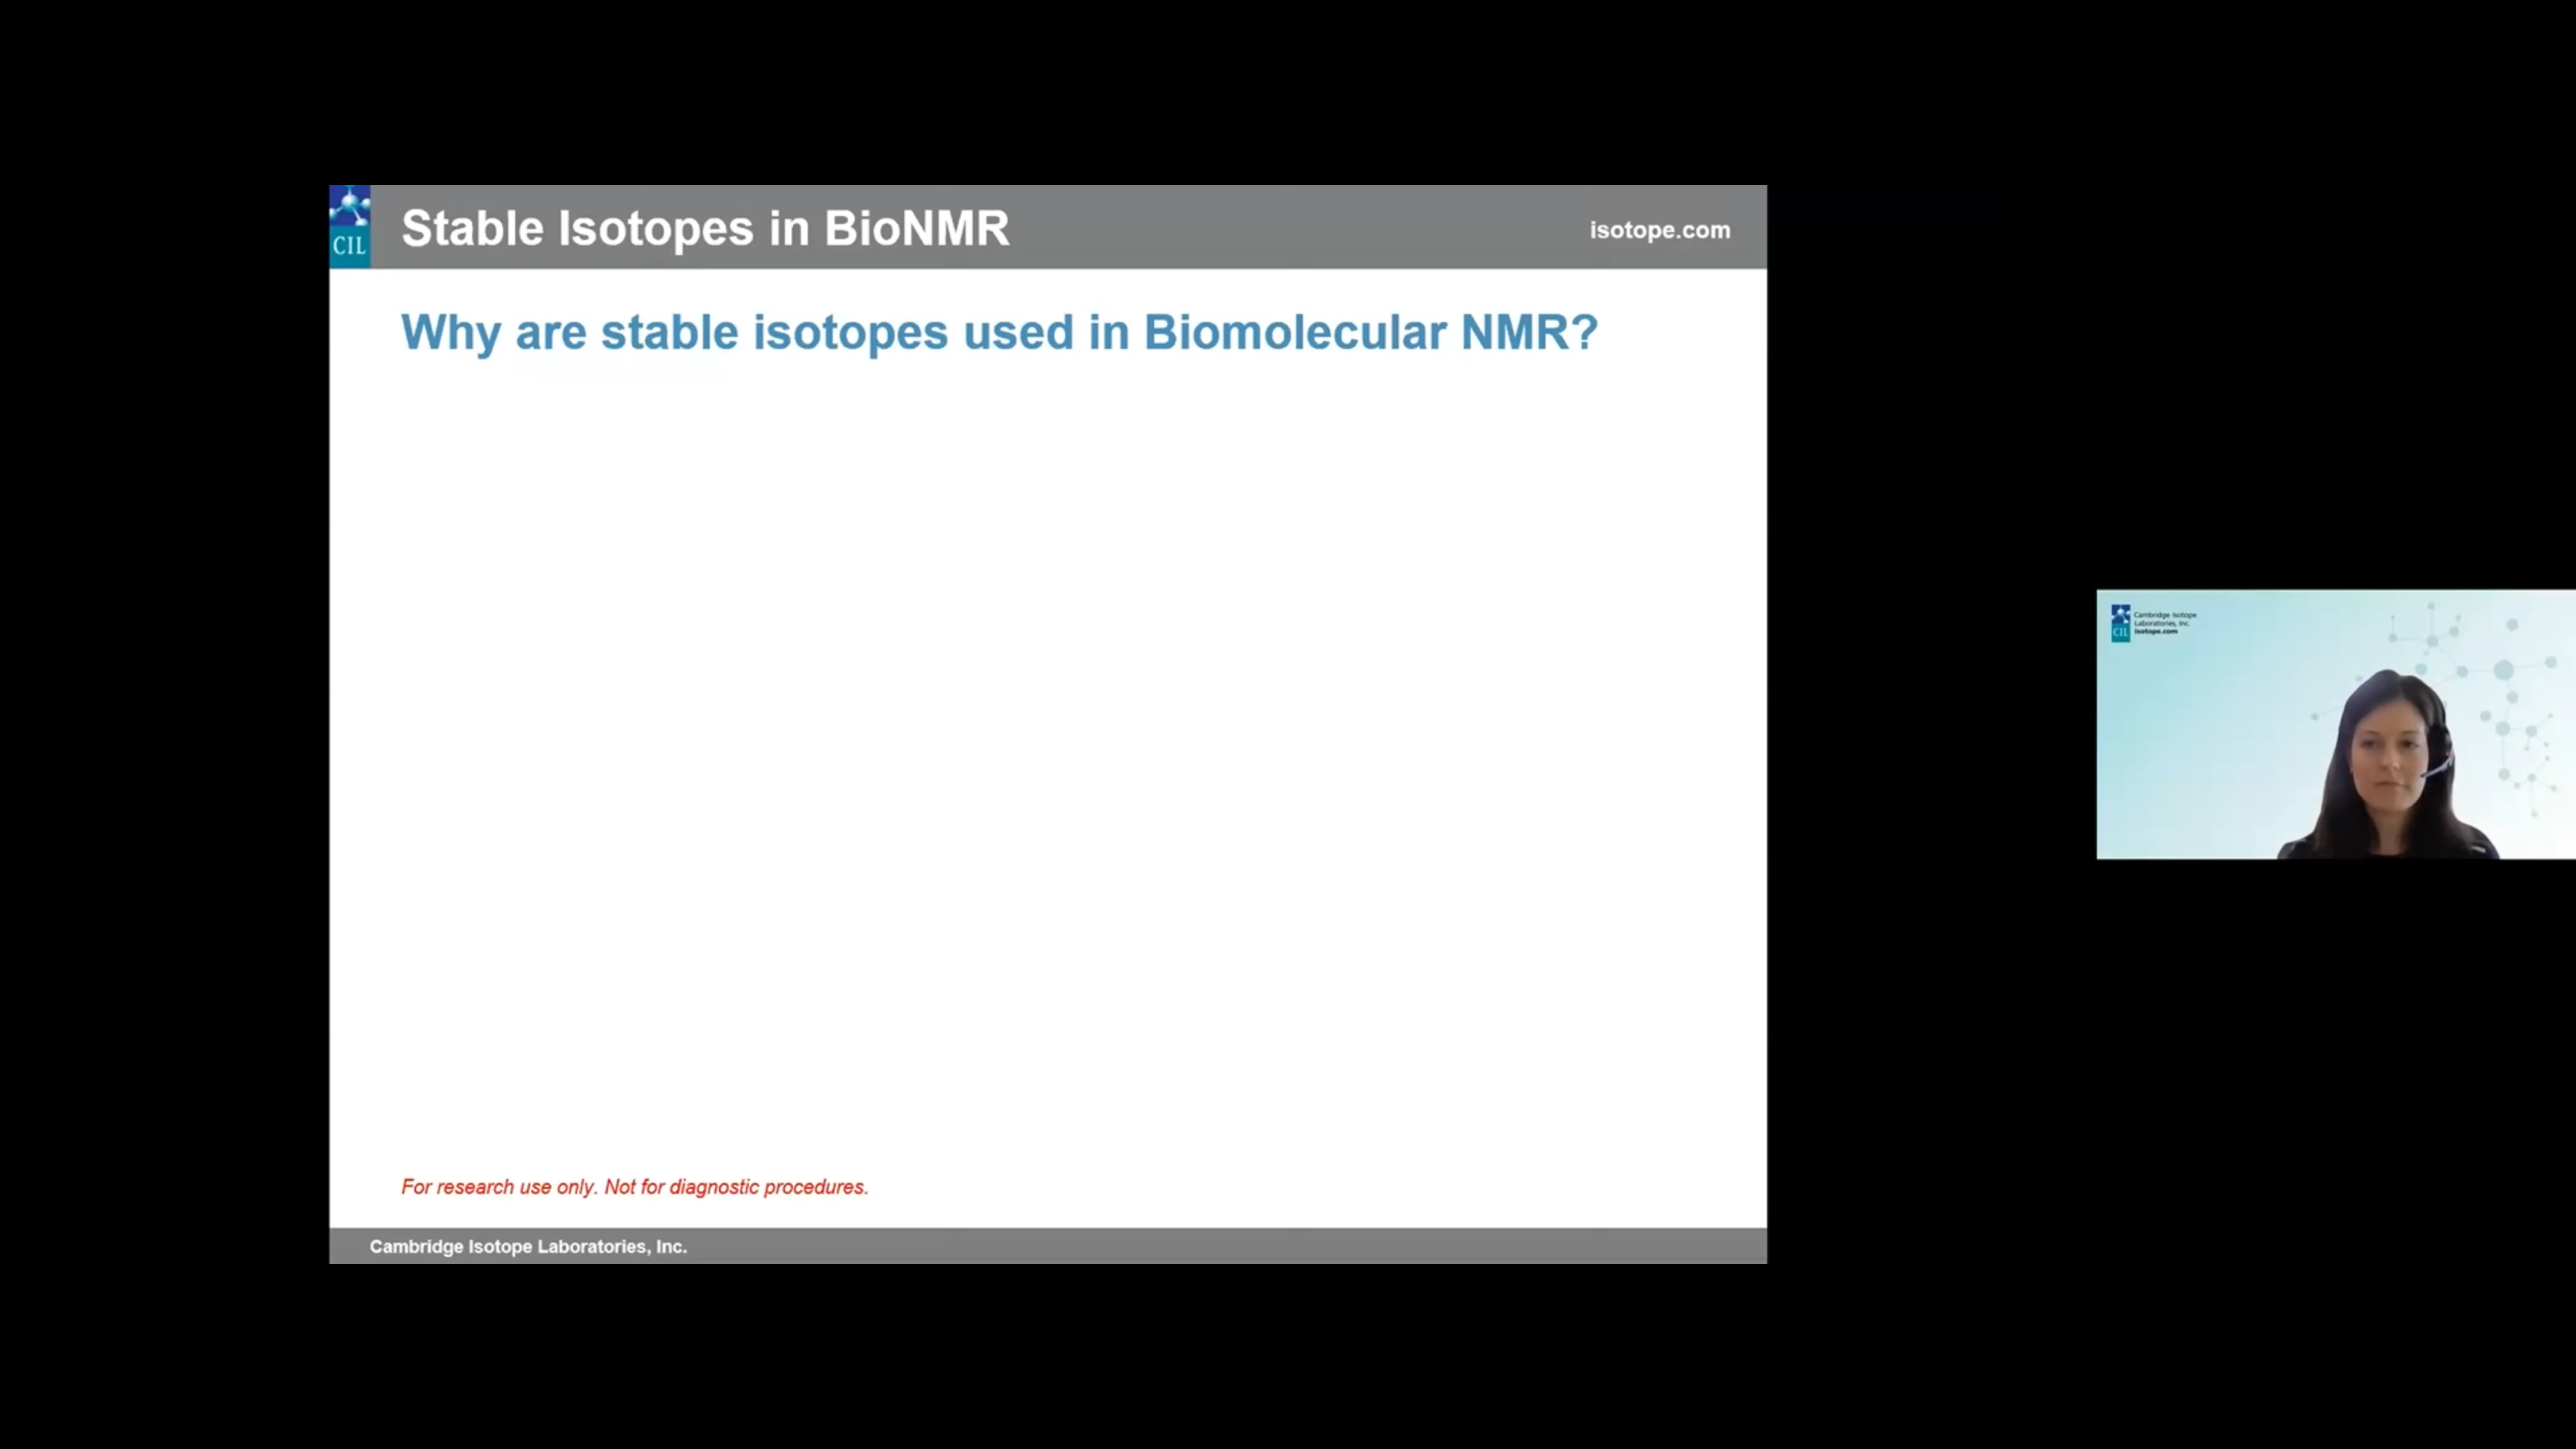 CIL
Stable Isotopes in BioNMR
isotope.com
Why are stable isotopes used in Biomolecular NMR?
For research use only. Not for diagnostic procedures.
Cambridge Isotope Laboratories, Inc.
CIL
Cambridge Isotope
Laboratories, Inc.
isotope.com